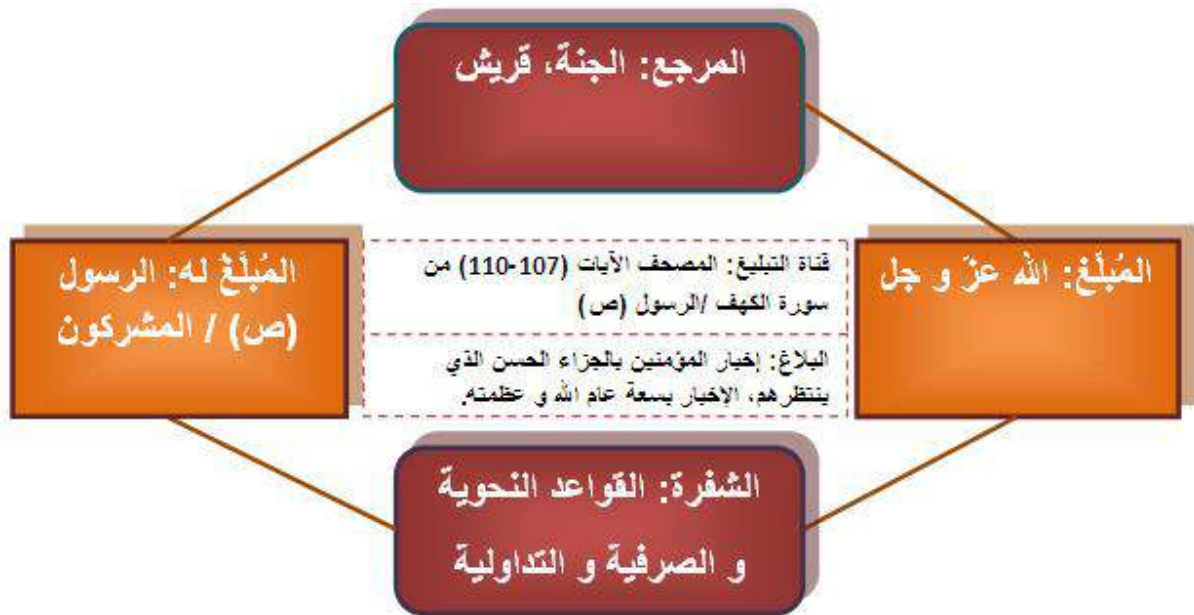 المرجع: الجنة، قريش
المُبلِّغ: الله عزّ و جل
قناة التبليغ: المصحف الآيات (107-110) من
سورة الكهف /الرسول (ص)
البلاغ: إخبار المؤمنين بالجزاء الحسن الذي
ينتظرهم، الإخبار بسعة عام الله و عظمته.
المُبلَّغ له: الرسول
(ص) / المشركون
الشفرة: القواعد النحوية
و الصرفية و التداولية